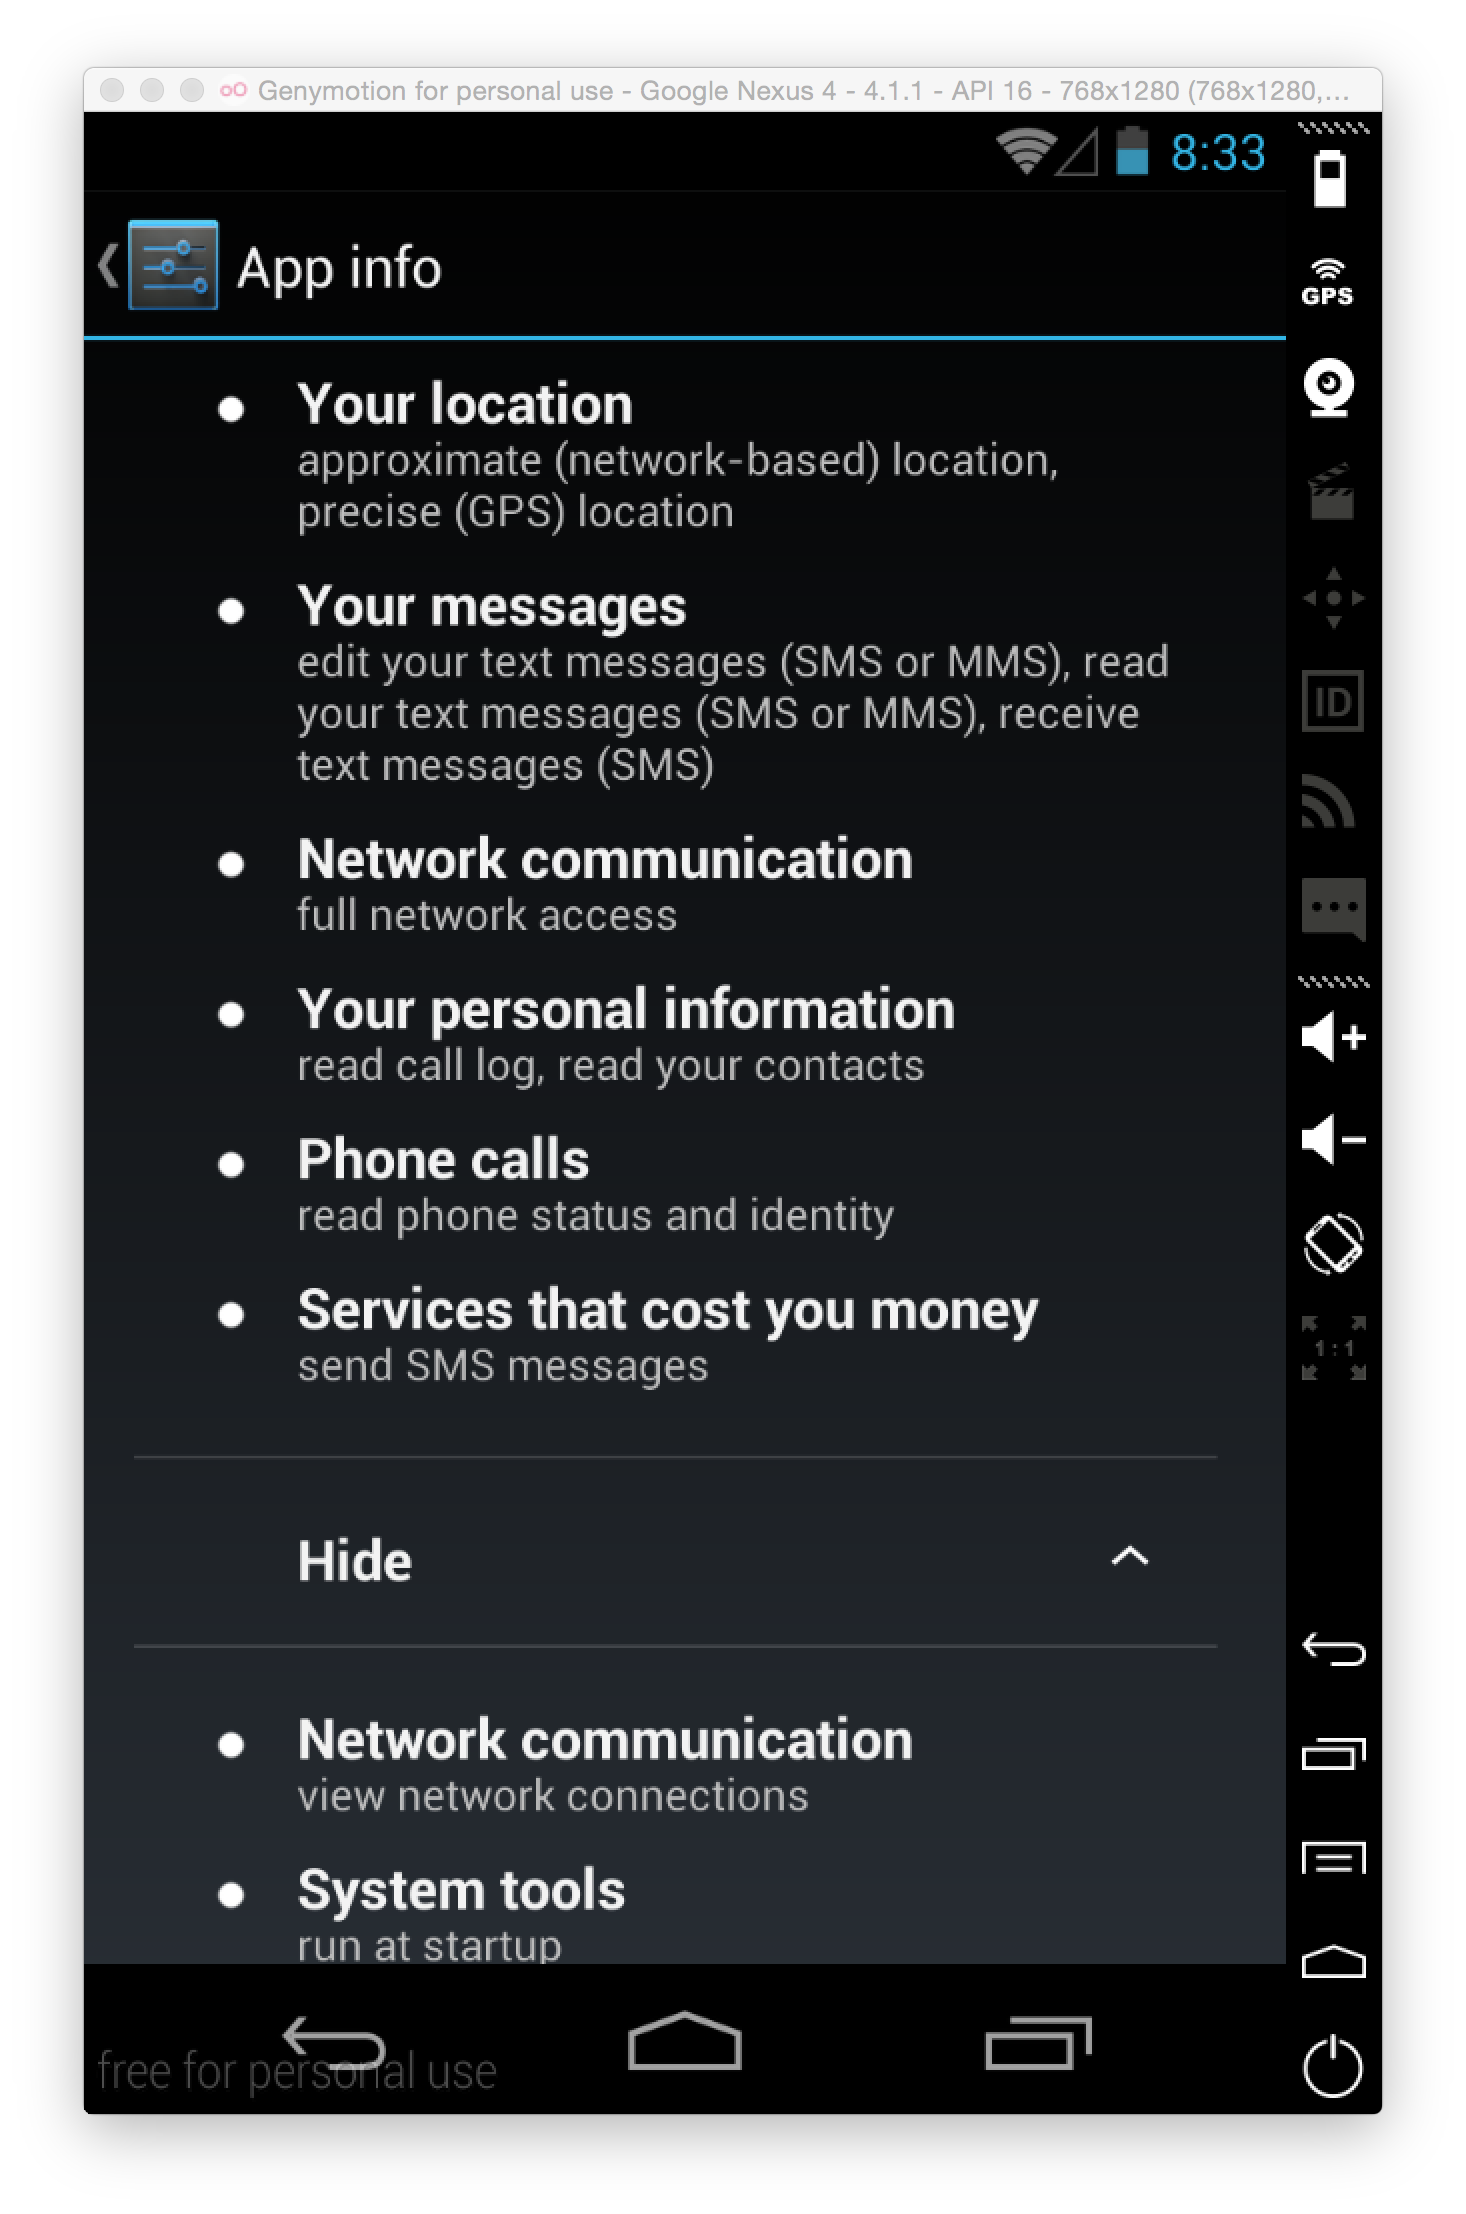 Genymotion for personal use - Google Nexus 4 - 4.1.1 - API 16 - 768x1280 (768x1280,...
8:33
App info
GPS
Your location
approximate (network-based) location,
precise (GPS) location
Your messages
edit your text messages (SMS or MMS), read
your text messages (SMS or MMS), receive
text messages (SMS)
ID
Network communication
full network access
Your personal information
read call log, read your contacts
Phone calls
read phone status and identity
Services that cost you money
send SMS messages
1:1
Hide
Network communication
view network connections
System tools
run at startup
free for personal use